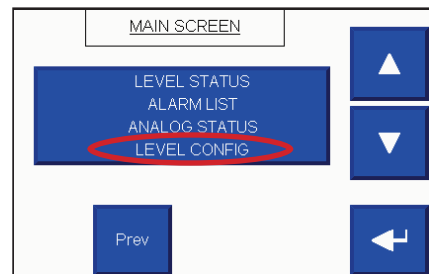 MAIN SCREEN
LEVEL STATUS
ALARM LIST
ANALOG STATUS
LEVEL CONFIG
Prev